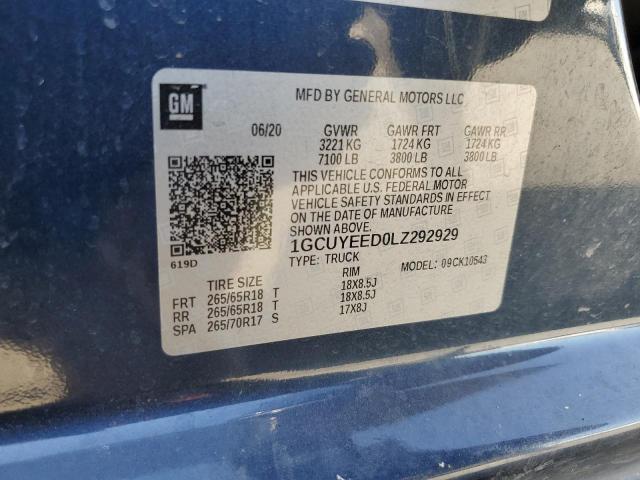 GM
MFD BY GENERAL MOTORS LLC
06/20 GVWR GAWR FRT GAWR RR
3221 KG 1724 KG 1724 KG
7100 LB 3800 LB 3800 LB
THIS VEHICLE CONFORMS TO ALL
APPLICABLE U.S. FEDERAL MOTOR
VEHICLE SAFETY STANDARDS IN EFFECT
ON THE DATE OF MANUFACTURE
SHOWN ABOVE.
619D
1GCUYEED0LZ292929
TYPE: TRUCK MODEL: 09CK10543
TIRE SIZE RIM
FRT 265/65R18 T 18X8.5J
RR 265/65R18 T 18X8.5J
SPA 265/70R17 S 17X8J